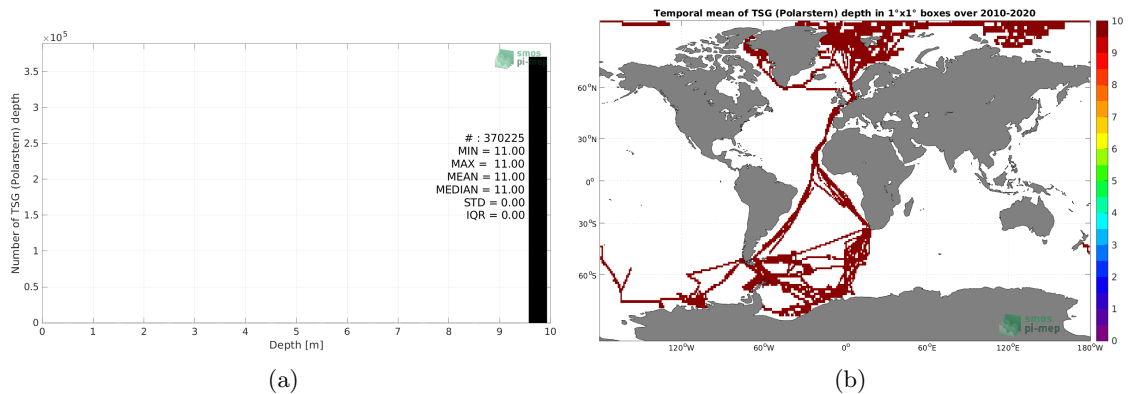 ×10⁵
smos
pi-mep
3.5
3
2.5
2
1.5
1
0.5
0
Number of TSG (Polarstern) depth
# : 370225
MIN = 11.00
MAX = 11.00
MEAN = 11.00
MEDIAN = 11.00
STD = 0.00
IQR = 0.00
0 1 2 3 4 5 6 7 8 9 10
Depth [m]
(a)
Temporal mean of TSG (Polarstern) depth in 1°x1° boxes over 2010-2020
60°N
30°N
0°
30°S
60°S
120°W 60°W 0° 60°E 120°E 180°W
smos
pi-mep
10
9
8
7
6
5
4
3
2
1
0
(b)